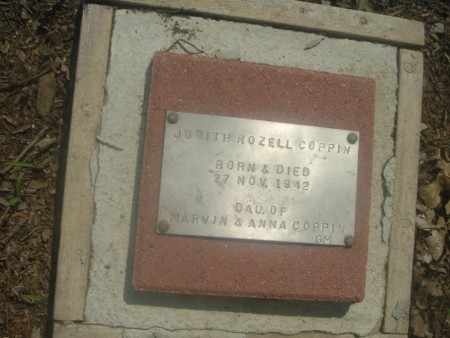 JUDITH ROZELL COPPIN
BORN & DIED
27 NOV. 1942
DAU. OF
MARVIN & ANNA COPPIN
GM